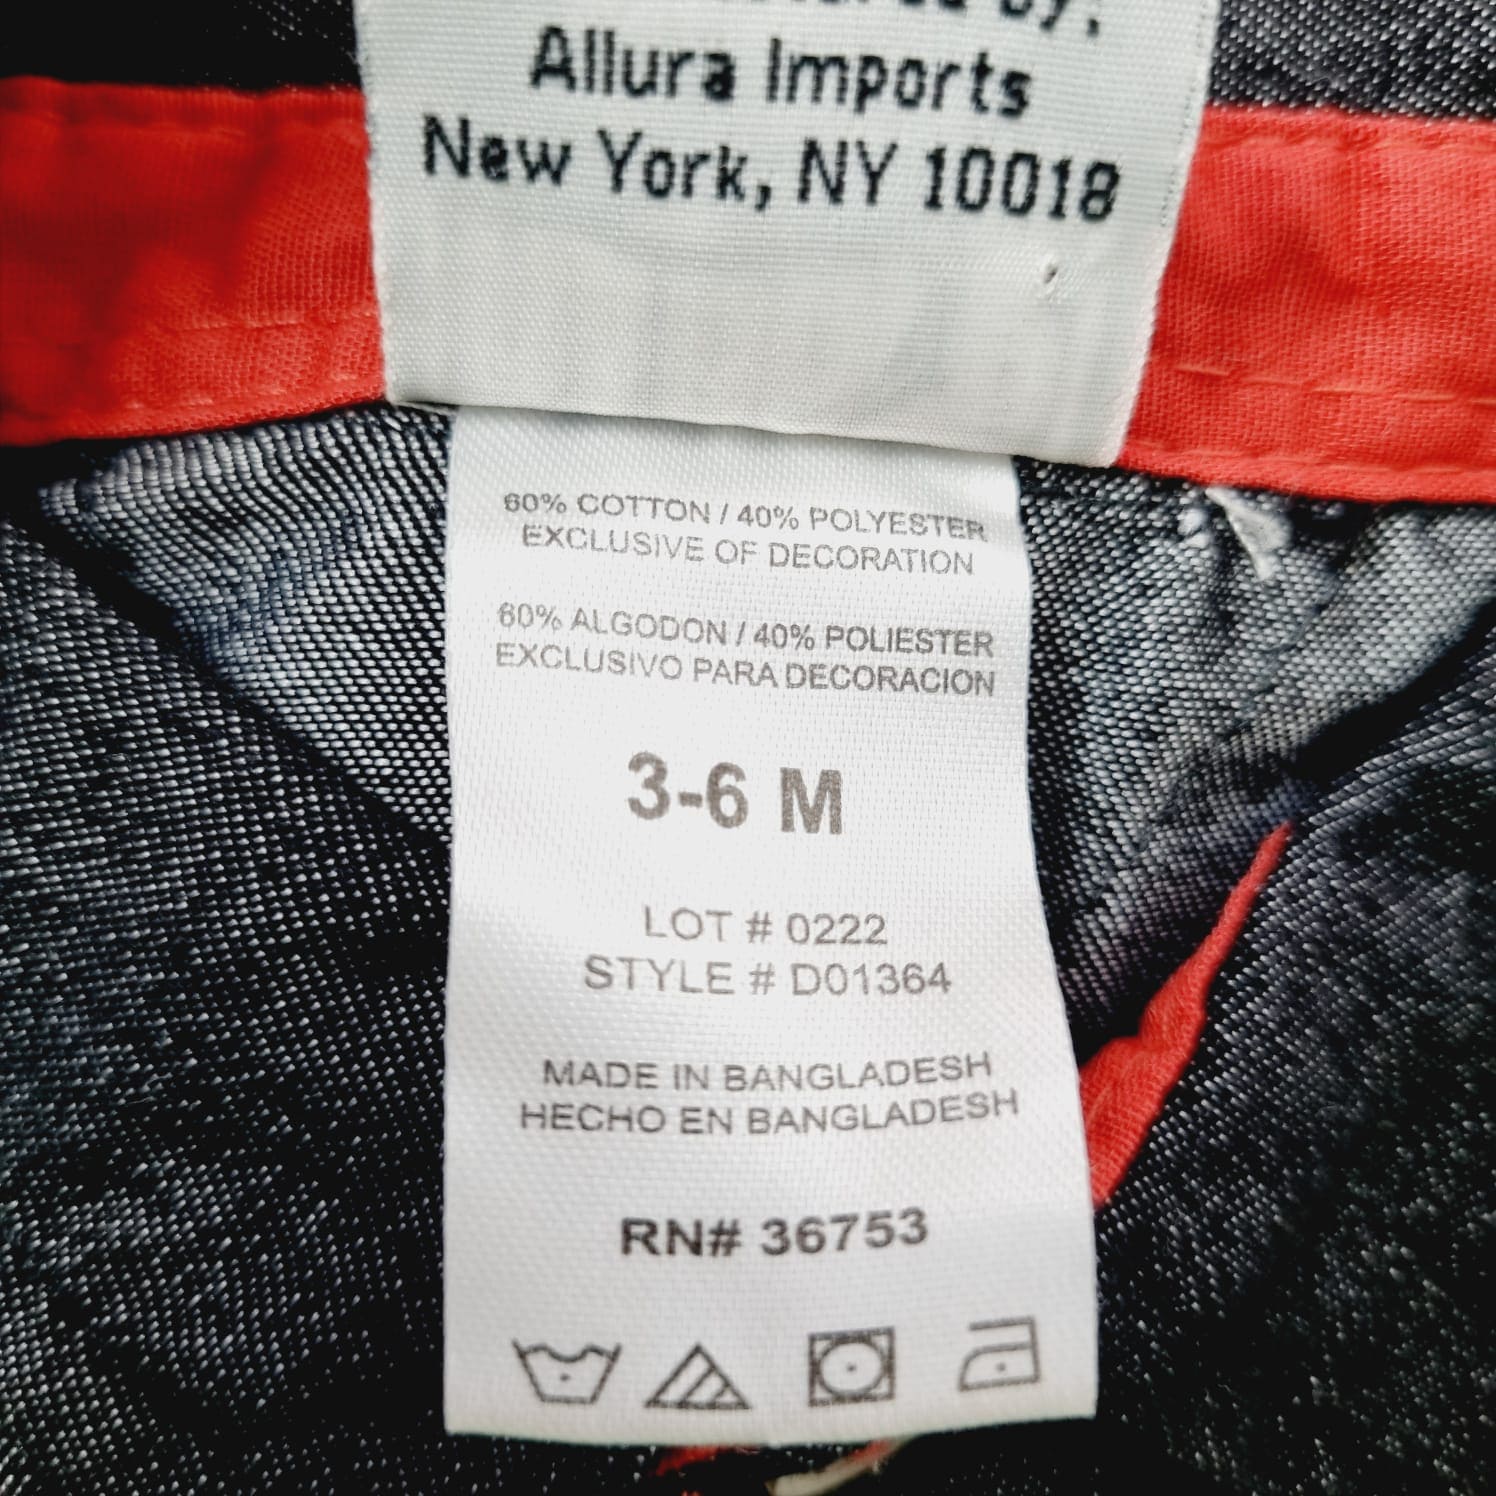 by:
Allura Imports
New York, NY 10018
60% COTTON / 40% POLYESTER
EXCLUSIVE OF DECORATION
60% ALGODON / 40% POLIESTER
EXCLUSIVO PARA DECORACION
3-6 M
LOT # 0222
STYLE # D01364
MADE IN BANGLADESH
HECHO EN BANGLADESH
RN# 36753